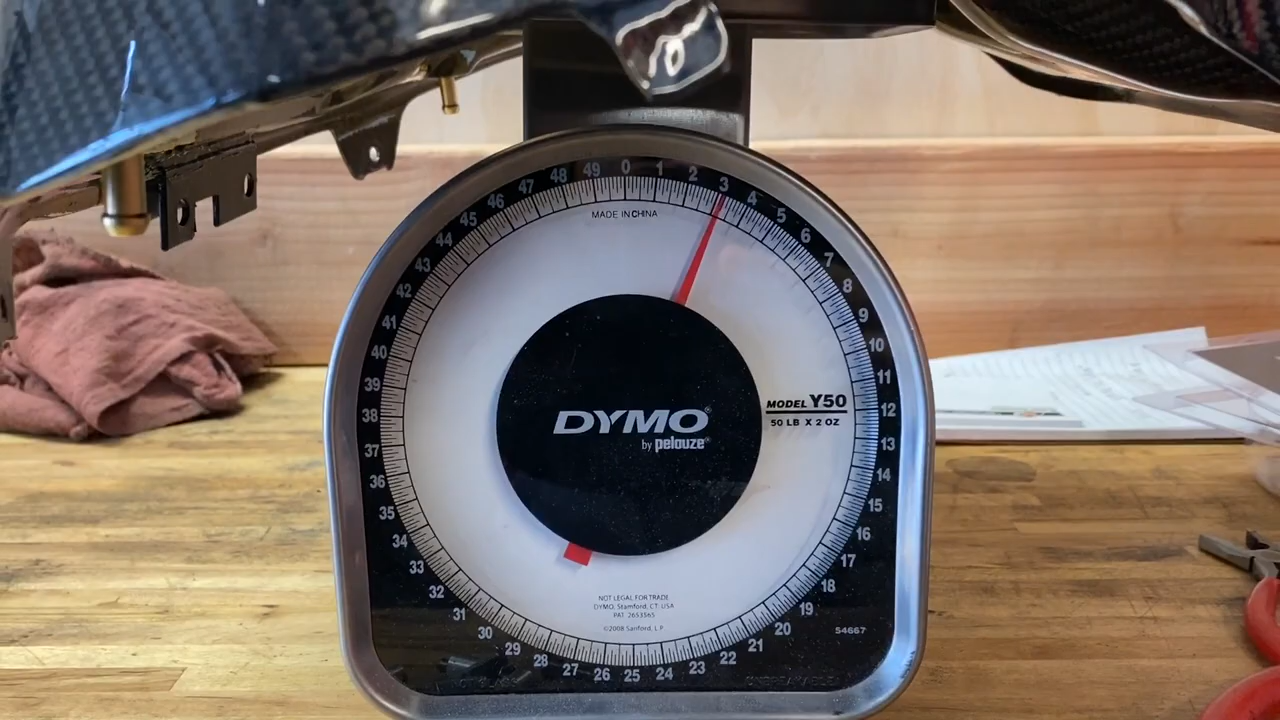 0 1 2 3 4 5 6 7 8 9 10 11 12 13 14 15 16 17 18 19 20 21 22 23 24 25 26 27 28 29 30 31 32 33 34 35 36 37 38 39 40 41 42 43 44 45 46 47 48 49
MADE IN CHINA
MODEL Y50
50 LB X 2 OZ
DYMO®
by pelouze®
NOT LEGAL FOR TRADE
DYMO, Stamford, CT USA
PAT. 2653565
©2008 Sanford, L.P.
54667
UNBREAKABLE